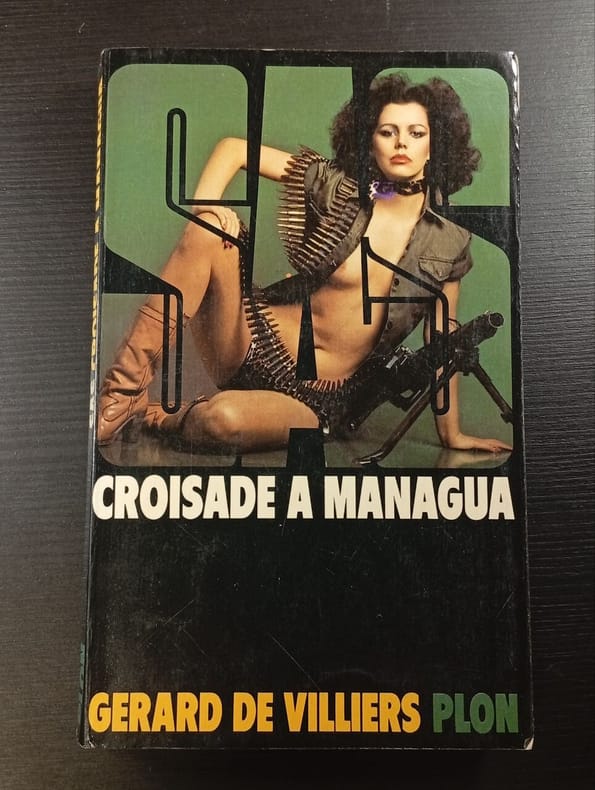 SAS
CROISADE A MANAGUA
GERARD DE VILLIERS PLON